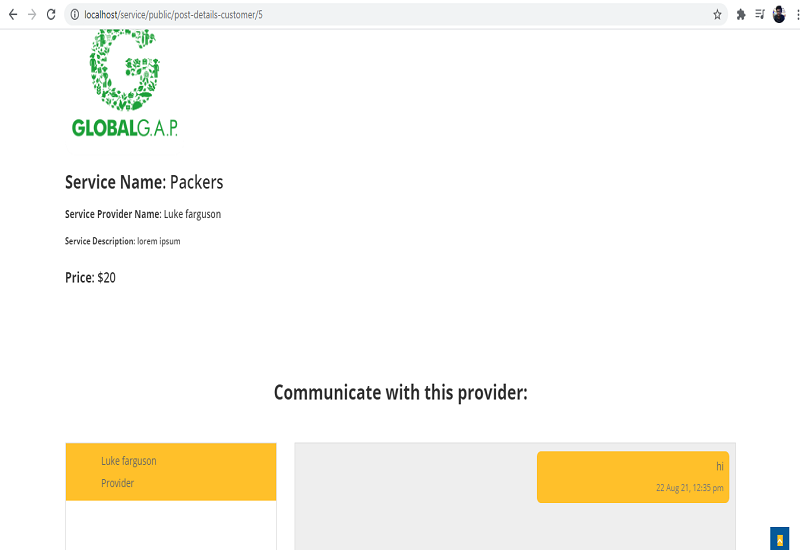 localhost/service/public/post-details-customer/5
GLOBALG.A.P.
Service Name: Packers
Service Provider Name: Luke farguson
Service Description: lorem ipsum
Price: $20
Communicate with this provider:
Luke farguson
Provider
hi
22 Aug 21, 12:35 pm